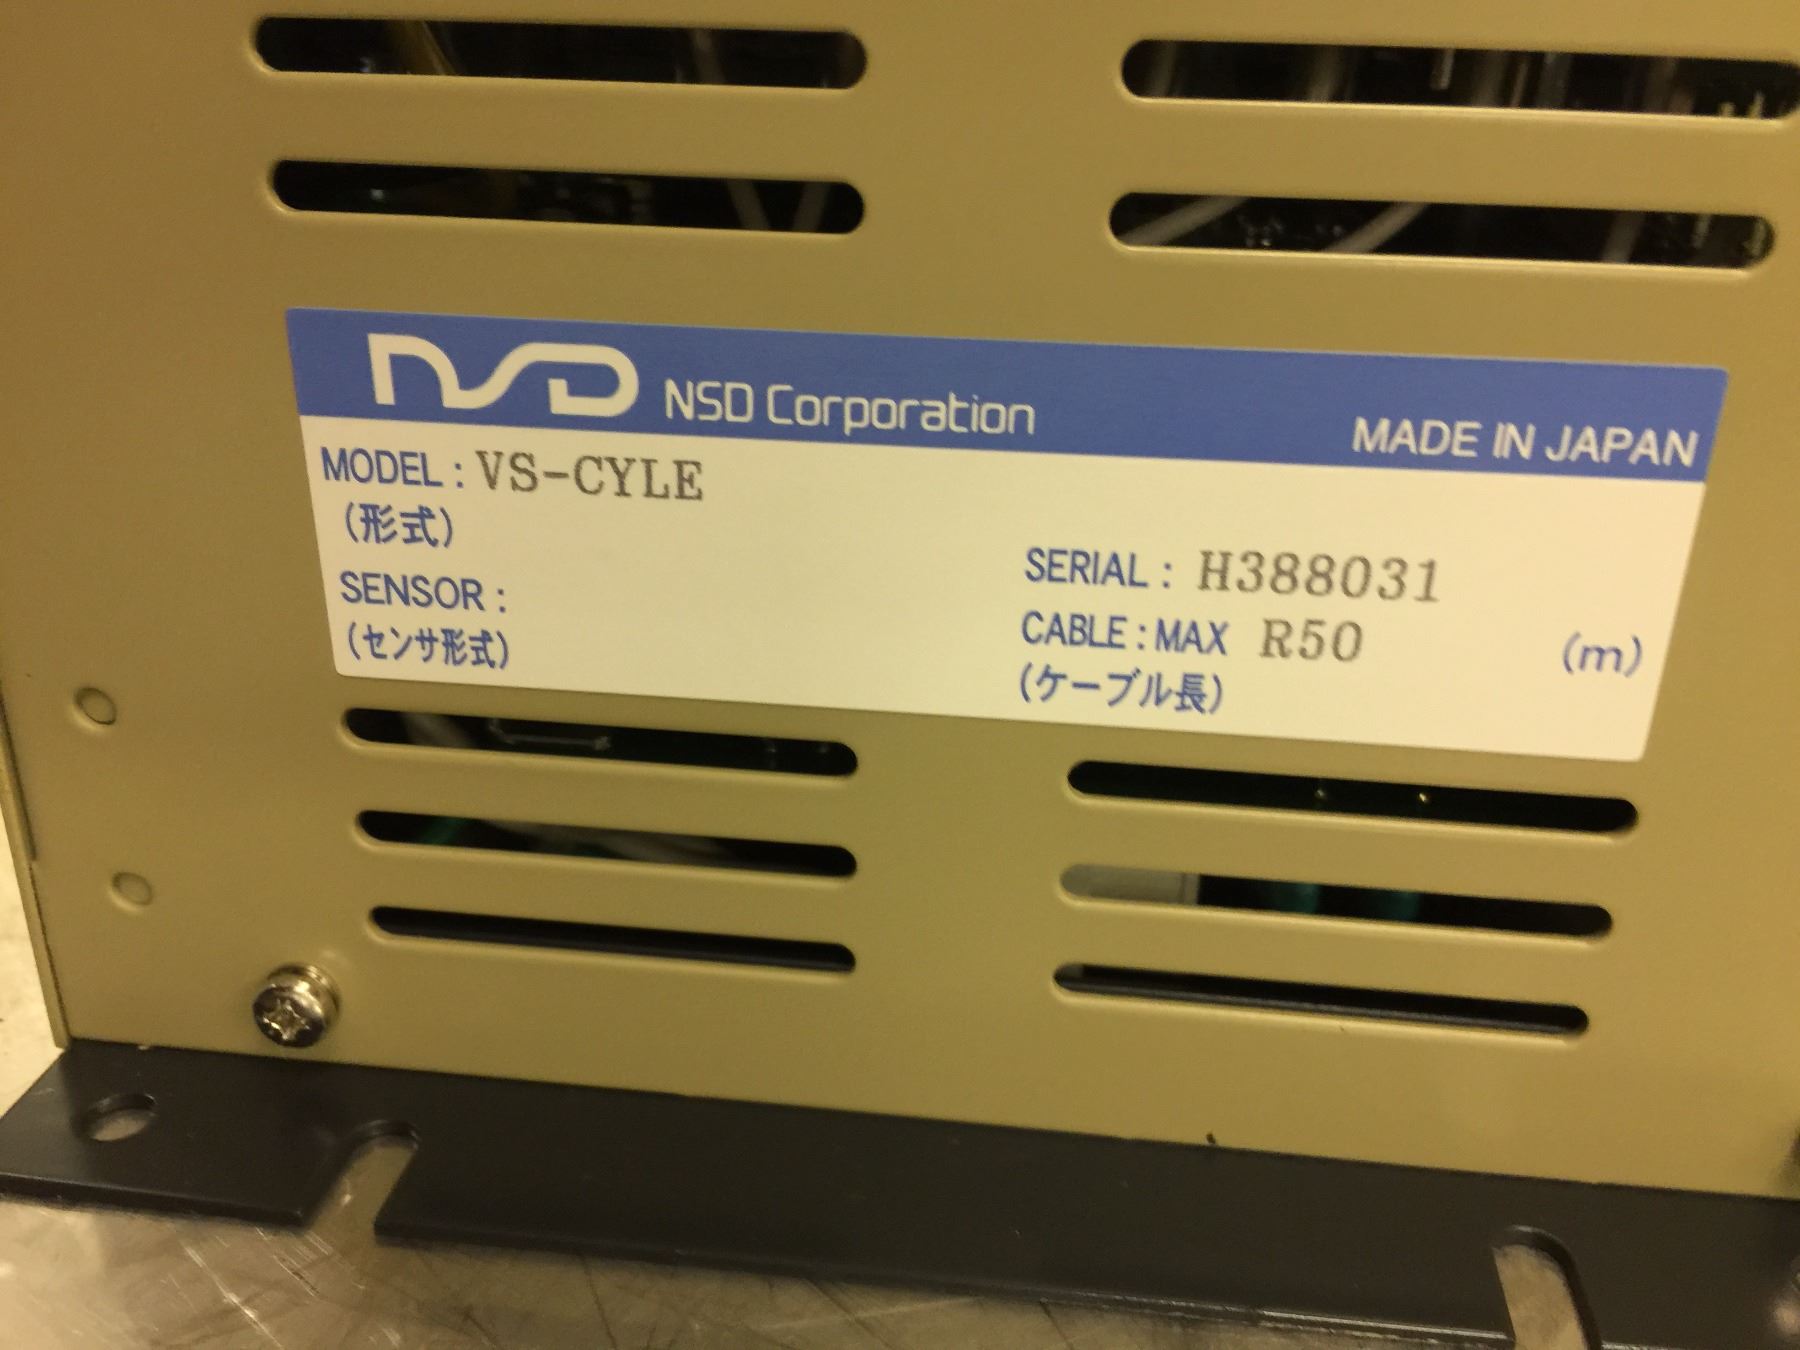 NSD NSD Corporation MADE IN JAPAN
MODEL : VS-CYLE
(形式)
SERIAL : H388031
SENSOR :
CABLE : MAX R50 (m)
(センサ形式)
(ケーブル長)